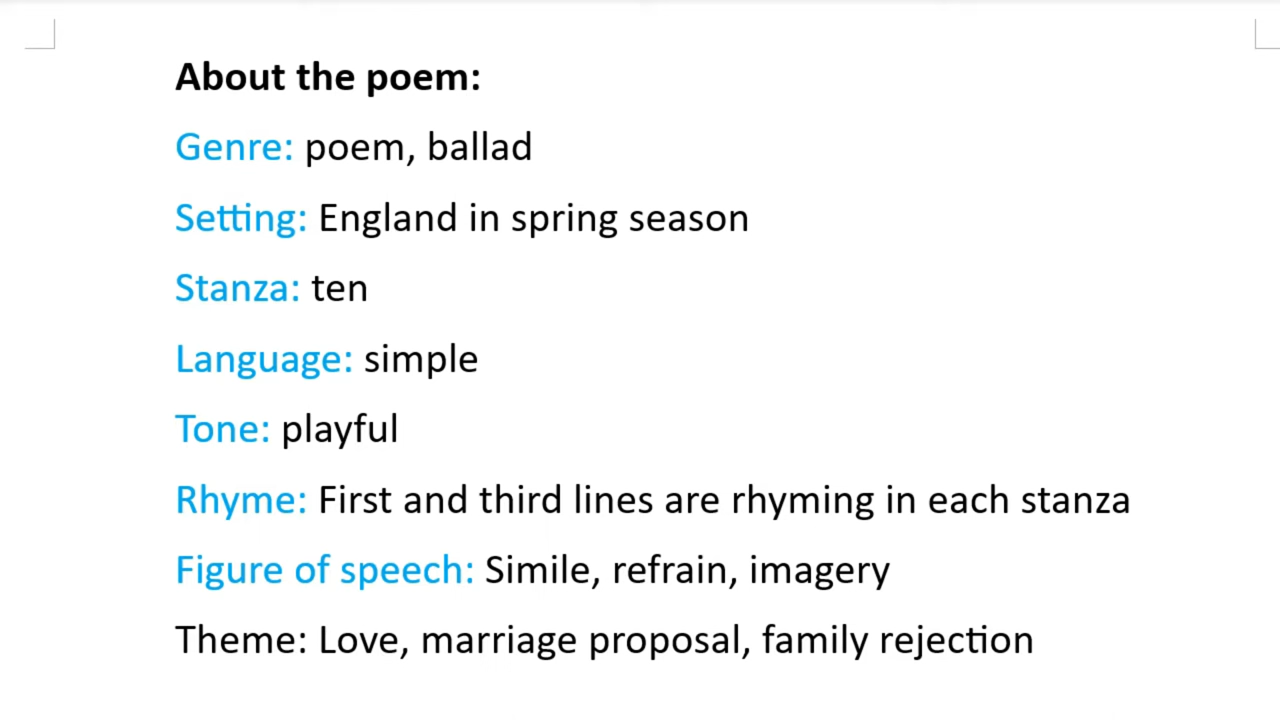 About the poem:
Genre: poem, ballad
Setting: England in spring season
Stanza: ten
Language: simple
Tone: playful
Rhyme: First and third lines are rhyming in each stanza
Figure of speech: Simile, refrain, imagery
Theme: Love, marriage proposal, family rejection